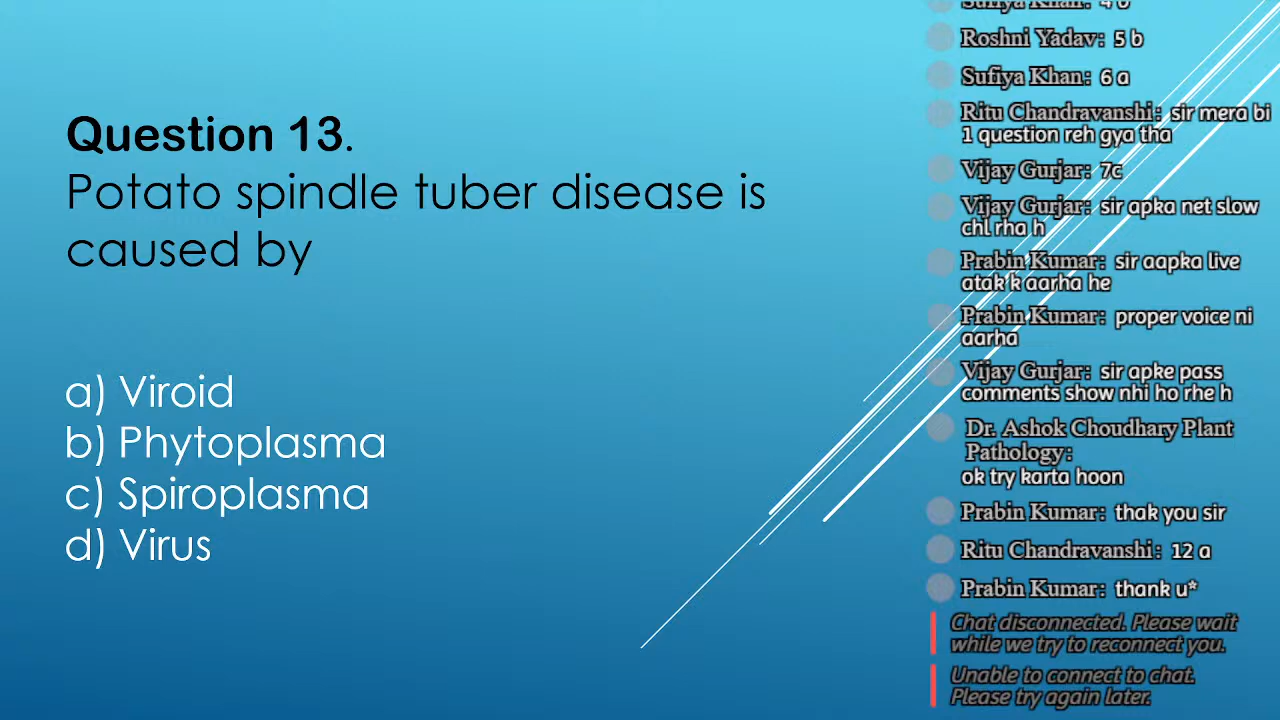 Question 13.
Potato spindle tuber disease is
caused by
a) Viroid
b) Phytoplasma
c) Spiroplasma
d) Virus
Sufiya Khan: 4 b
Roshni Yadav: 5 b
Sufiya Khan: 6 a
Ritu Chandravanshi: sir mera bi
1 question reh gya tha
Vijay Gurjar: 7c
Vijay Gurjar: sir apka net slow
chl rha h
Prabin Kumar: sir aapka live
atak k aarha he
Prabin Kumar: proper voice ni
aarha
Vijay Gurjar: sir apke pass
comments show nhi ho rhe h
Dr. Ashok Choudhary Plant
Pathology:
ok try karta hoon
Prabin Kumar: thak you sir
Ritu Chandravanshi: 12 a
Prabin Kumar: thank u*
Chat disconnected. Please wait
while we try to reconnect you.
Unable to connect to chat.
Please try again later.